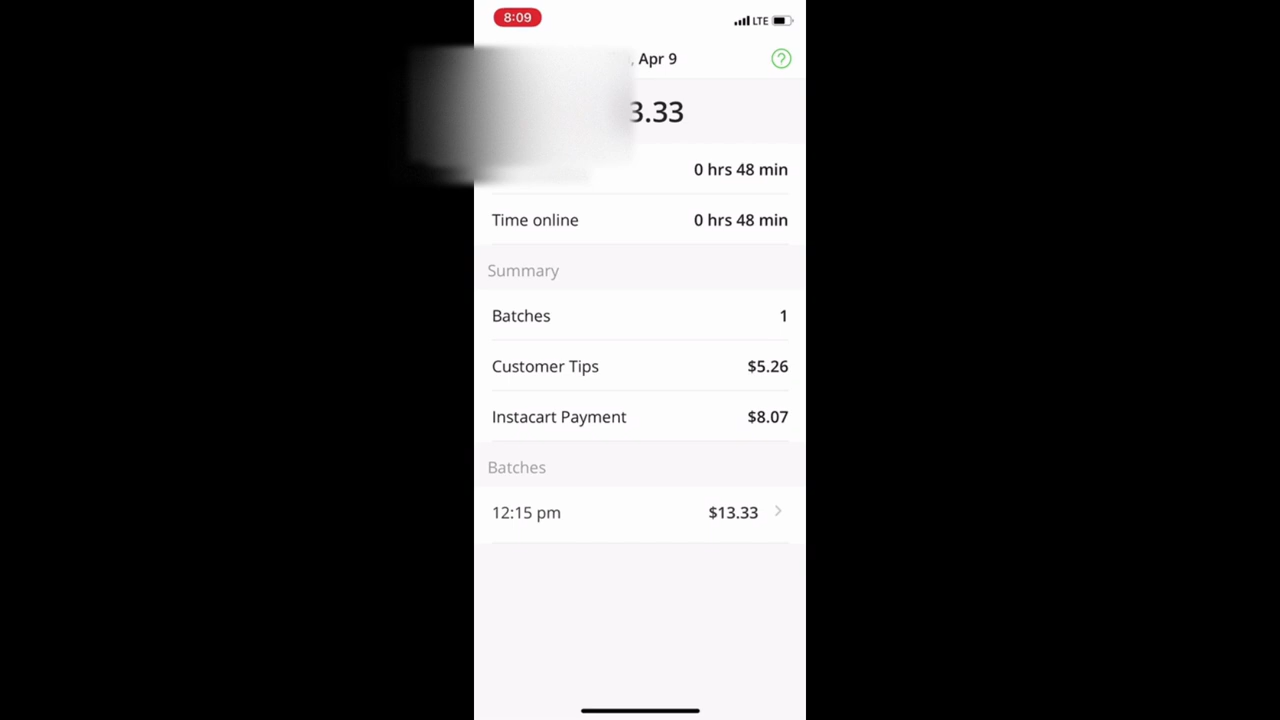 8:09 LTE
, Apr 9 ?
3.33
0 hrs 48 min
Time online 0 hrs 48 min
Summary
Batches 1
Customer Tips $5.26
Instacart Payment $8.07
Batches
12:15 pm $13.33